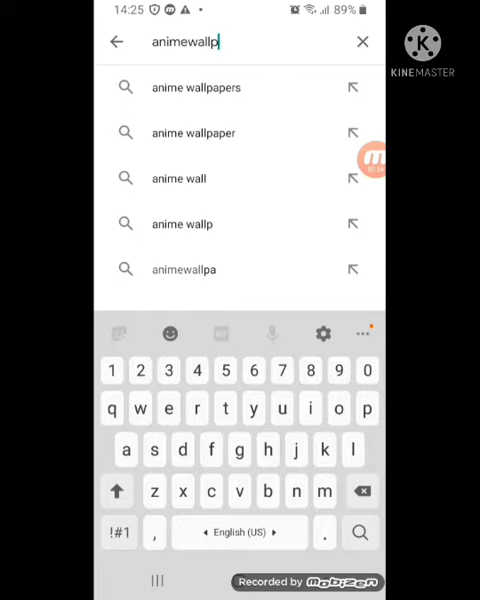 14:25
89%
animewallp
K
KINEMASTER
anime wallpapers
anime wallpaper
anime wall
anime wallp
animewallpa
1 2 3 4 5 6 7 8 9 0
q w e r t y u i o p
a s d f g h j k l
z x c v b n m
!#1 , English (US) .
Recorded by mobizen